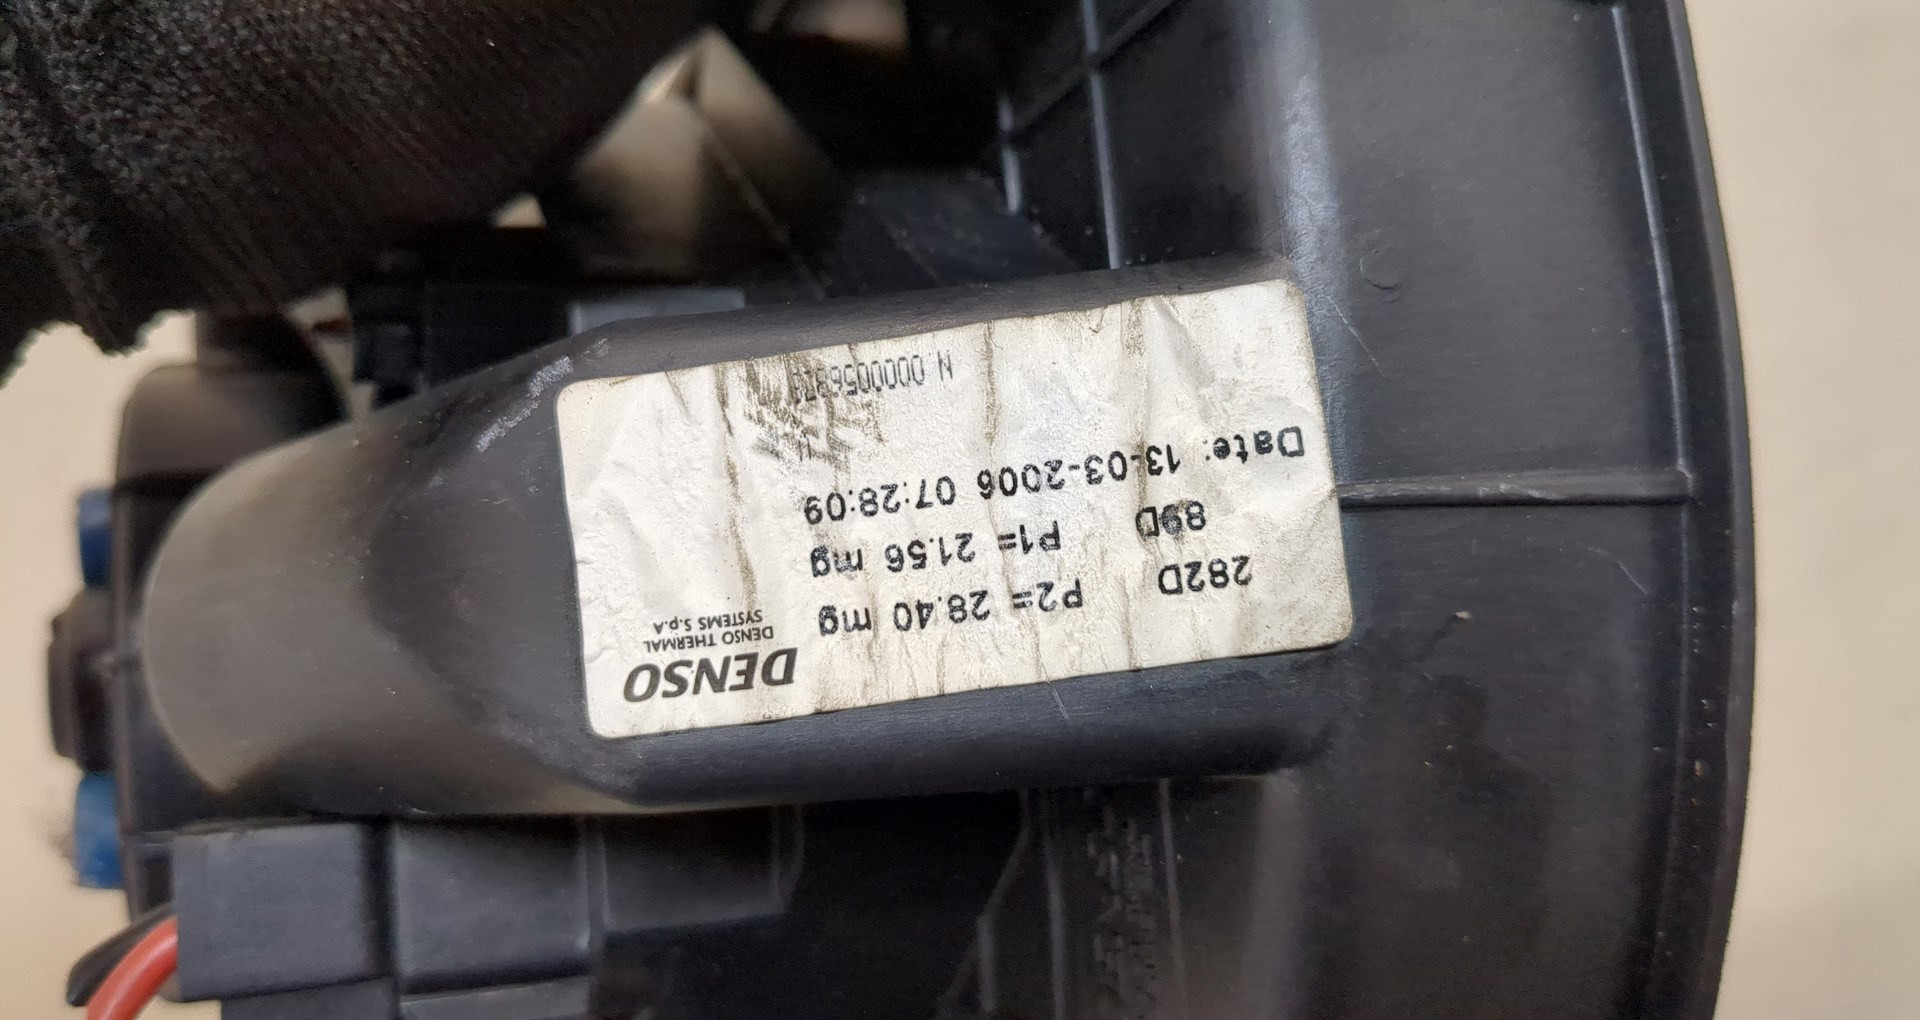 DENSO
DENSO THERMAL
SYSTEMS S.p.A
282D P2= 28.40 mg
89D P1= 21.56 mg
Date: 13-03-2006 07:28:09